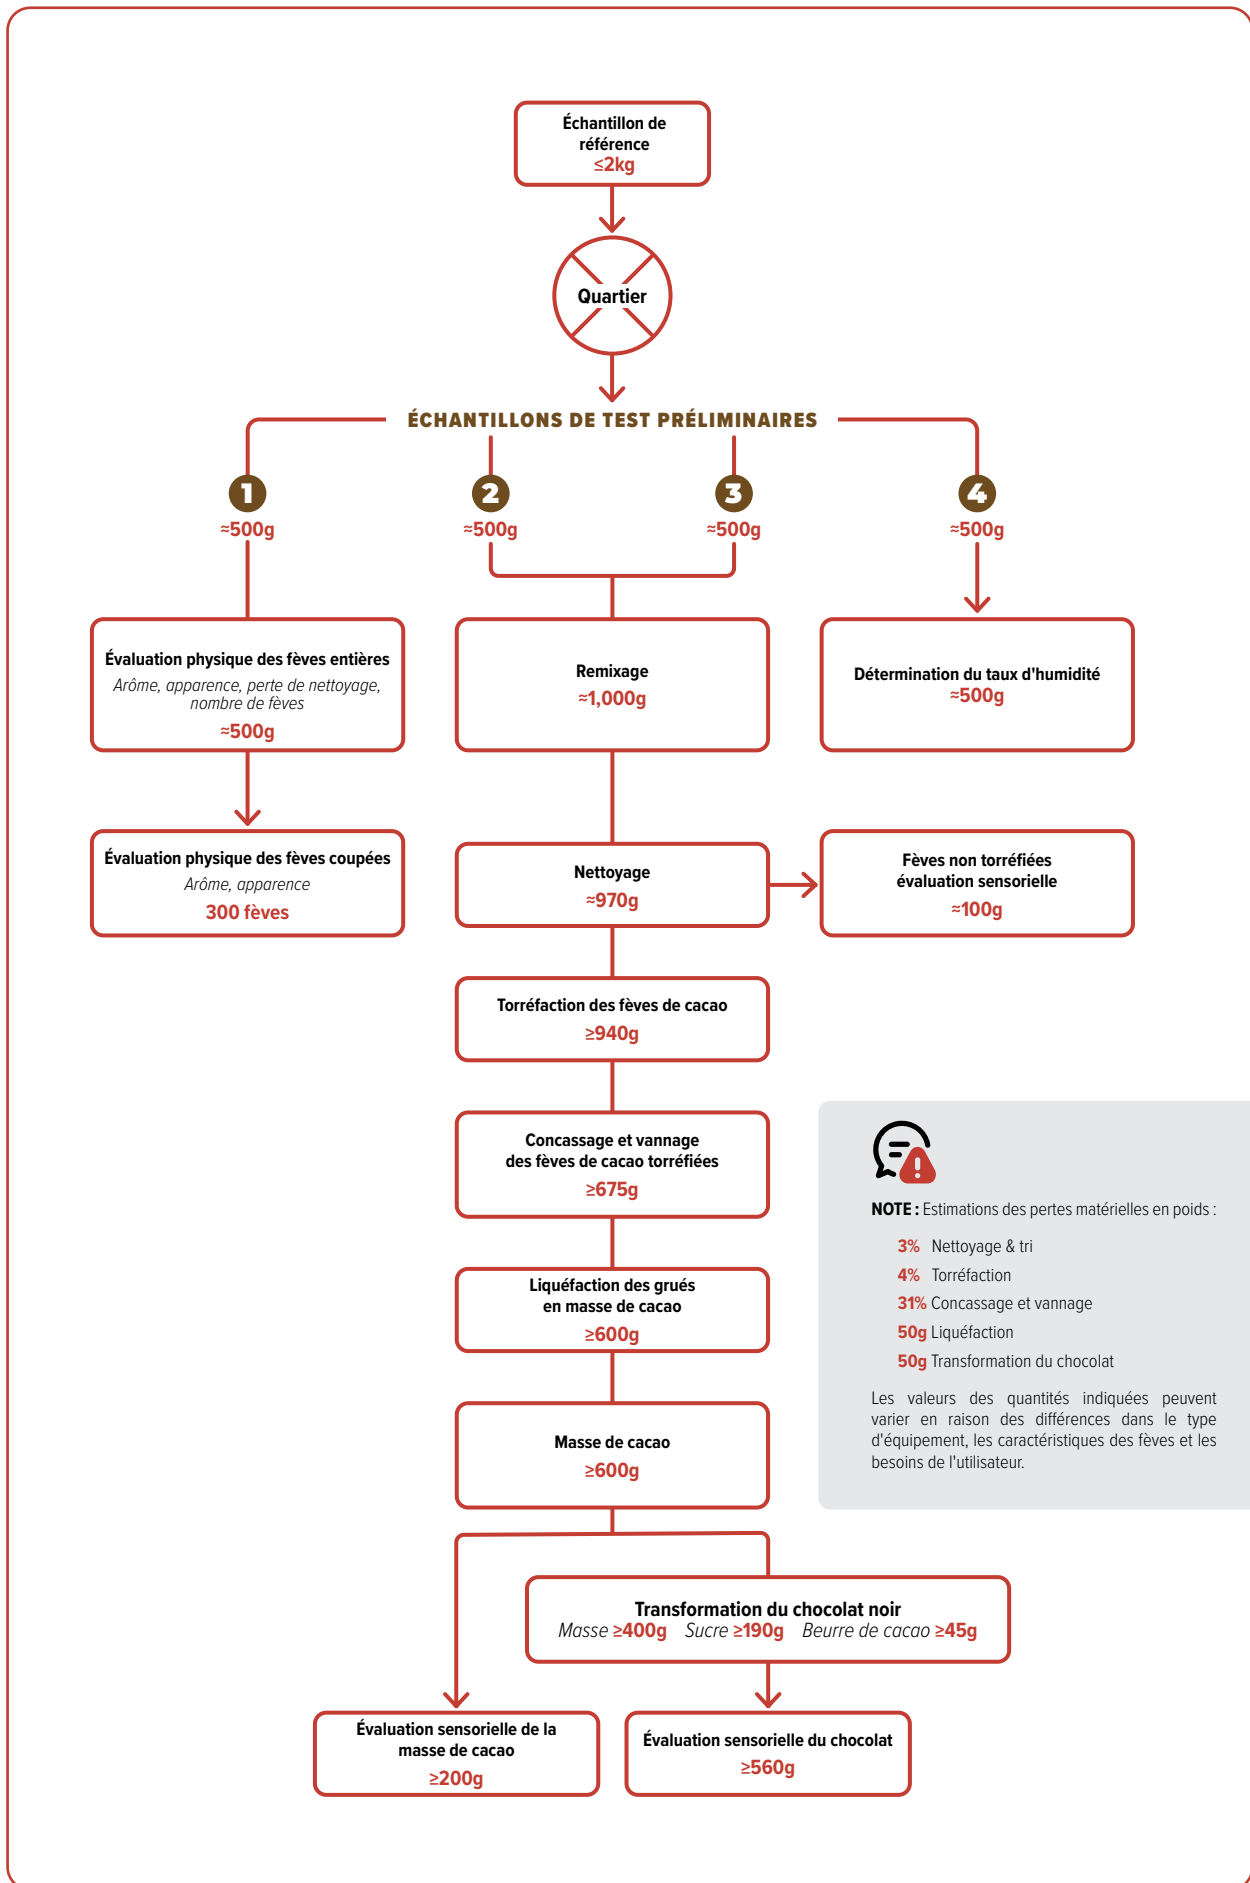 Échantillon de
référence
≤2kg
Quartier
ÉCHANTILLONS DE TEST PRÉLIMINAIRES
1
2
3
4
≈500g
≈500g
≈500g
≈500g
Évaluation physique des fèves entières
Arôme, apparence, perte de nettoyage,
nombre de fèves
≈500g
Remixage
≈1,000g
Détermination du taux d'humidité
≈500g
Évaluation physique des fèves coupées
Arôme, apparence
300 fèves
Nettoyage
≈970g
Fèves non torréfiées
évaluation sensorielle
≈100g
Torréfaction des fèves de cacao
≥940g
Concassage et vannage
des fèves de cacao torréfiées
≥675g
Liquéfaction des grués
en masse de cacao
≥600g
Masse de cacao
≥600g
NOTE : Estimations des pertes matérielles en poids :
3% Nettoyage & tri
4% Torréfaction
31% Concassage et vannage
50g Liquéfaction
50g Transformation du chocolat
Les valeurs des quantités indiquées peuvent
varier en raison des différences dans le type
d'équipement, les caractéristiques des fèves et les
besoins de l'utilisateur.
Transformation du chocolat noir
Masse ≥400g Sucre ≥190g Beurre de cacao ≥45g
Évaluation sensorielle de la
masse de cacao
≥200g
Évaluation sensorielle du chocolat
≥560g